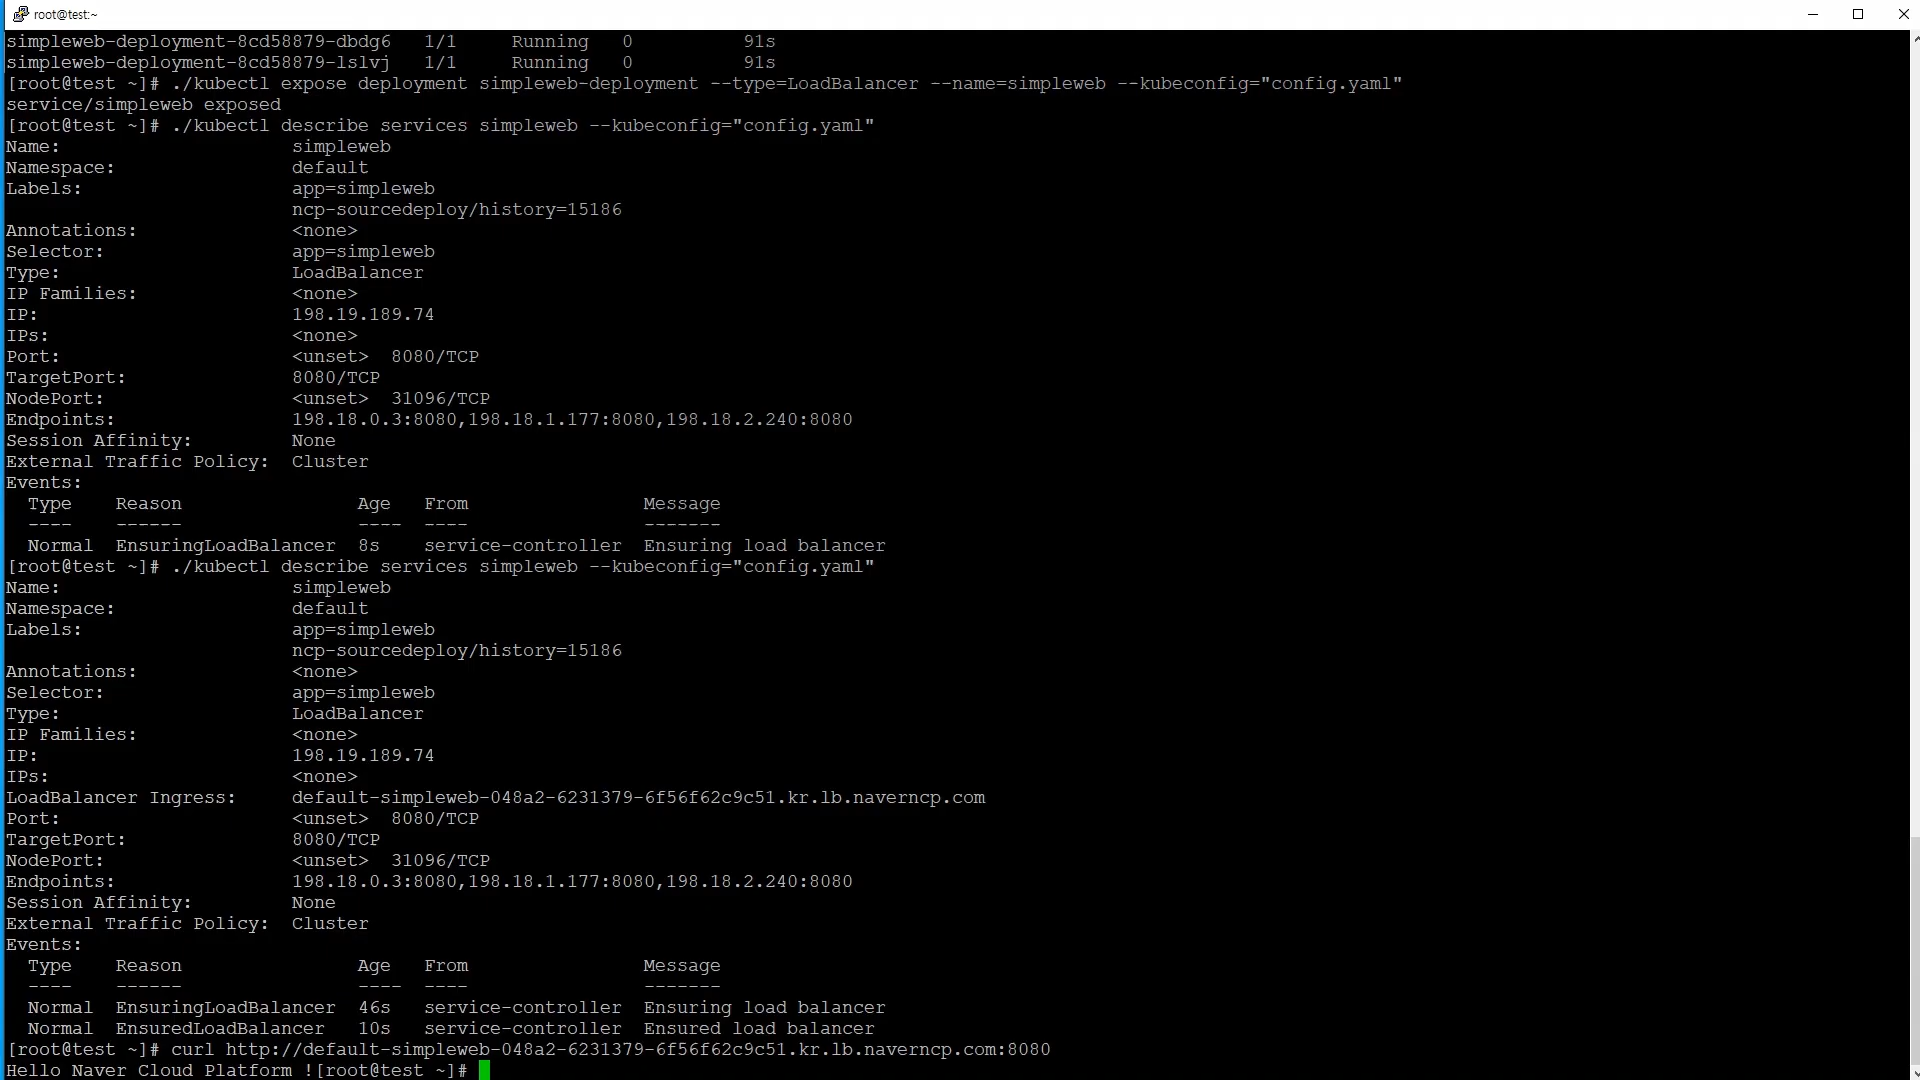 root@test:~
simpleweb-deployment-8cd58879-dbdg6   1/1     Running   0          91s
simpleweb-deployment-8cd58879-lslvj   1/1     Running   0          91s
[root@test ~]# ./kubectl expose deployment simpleweb-deployment --type=LoadBalancer --name=simpleweb --kubeconfig="config.yaml"
service/simpleweb exposed
[root@test ~]# ./kubectl describe services simpleweb --kubeconfig="config.yaml"
Name:                     simpleweb
Namespace:                default
Labels:                   app=simpleweb
                          ncp-sourcedeploy/history=15186
Annotations:              <none>
Selector:                 app=simpleweb
Type:                     LoadBalancer
IP Families:              <none>
IP:                       198.19.189.74
IPs:                      <none>
Port:                     <unset>  8080/TCP
TargetPort:               8080/TCP
NodePort:                 <unset>  31096/TCP
Endpoints:                198.18.0.3:8080,198.18.1.177:8080,198.18.2.240:8080
Session Affinity:         None
External Traffic Policy:  Cluster
Events:
  Type    Reason                Age   From                Message
  ----    ------                ----  ----                -------
  Normal  EnsuringLoadBalancer  8s    service-controller  Ensuring load balancer
[root@test ~]# ./kubectl describe services simpleweb --kubeconfig="config.yaml"
Name:                     simpleweb
Namespace:                default
Labels:                   app=simpleweb
                          ncp-sourcedeploy/history=15186
Annotations:              <none>
Selector:                 app=simpleweb
Type:                     LoadBalancer
IP Families:              <none>
IP:                       198.19.189.74
IPs:                      <none>
LoadBalancer Ingress:     default-simpleweb-048a2-6231379-6f56f62c9c51.kr.lb.naverncp.com
Port:                     <unset>  8080/TCP
TargetPort:               8080/TCP
NodePort:                 <unset>  31096/TCP
Endpoints:                198.18.0.3:8080,198.18.1.177:8080,198.18.2.240:8080
Session Affinity:         None
External Traffic Policy:  Cluster
Events:
  Type    Reason                Age   From                Message
  ----    ------                ----  ----                -------
  Normal  EnsuringLoadBalancer  46s   service-controller  Ensuring load balancer
  Normal  EnsuredLoadBalancer   10s   service-controller  Ensured load balancer
[root@test ~]# curl http://default-simpleweb-048a2-6231379-6f56f62c9c51.kr.lb.naverncp.com:8080
Hello Naver Cloud Platform ![root@test ~]#